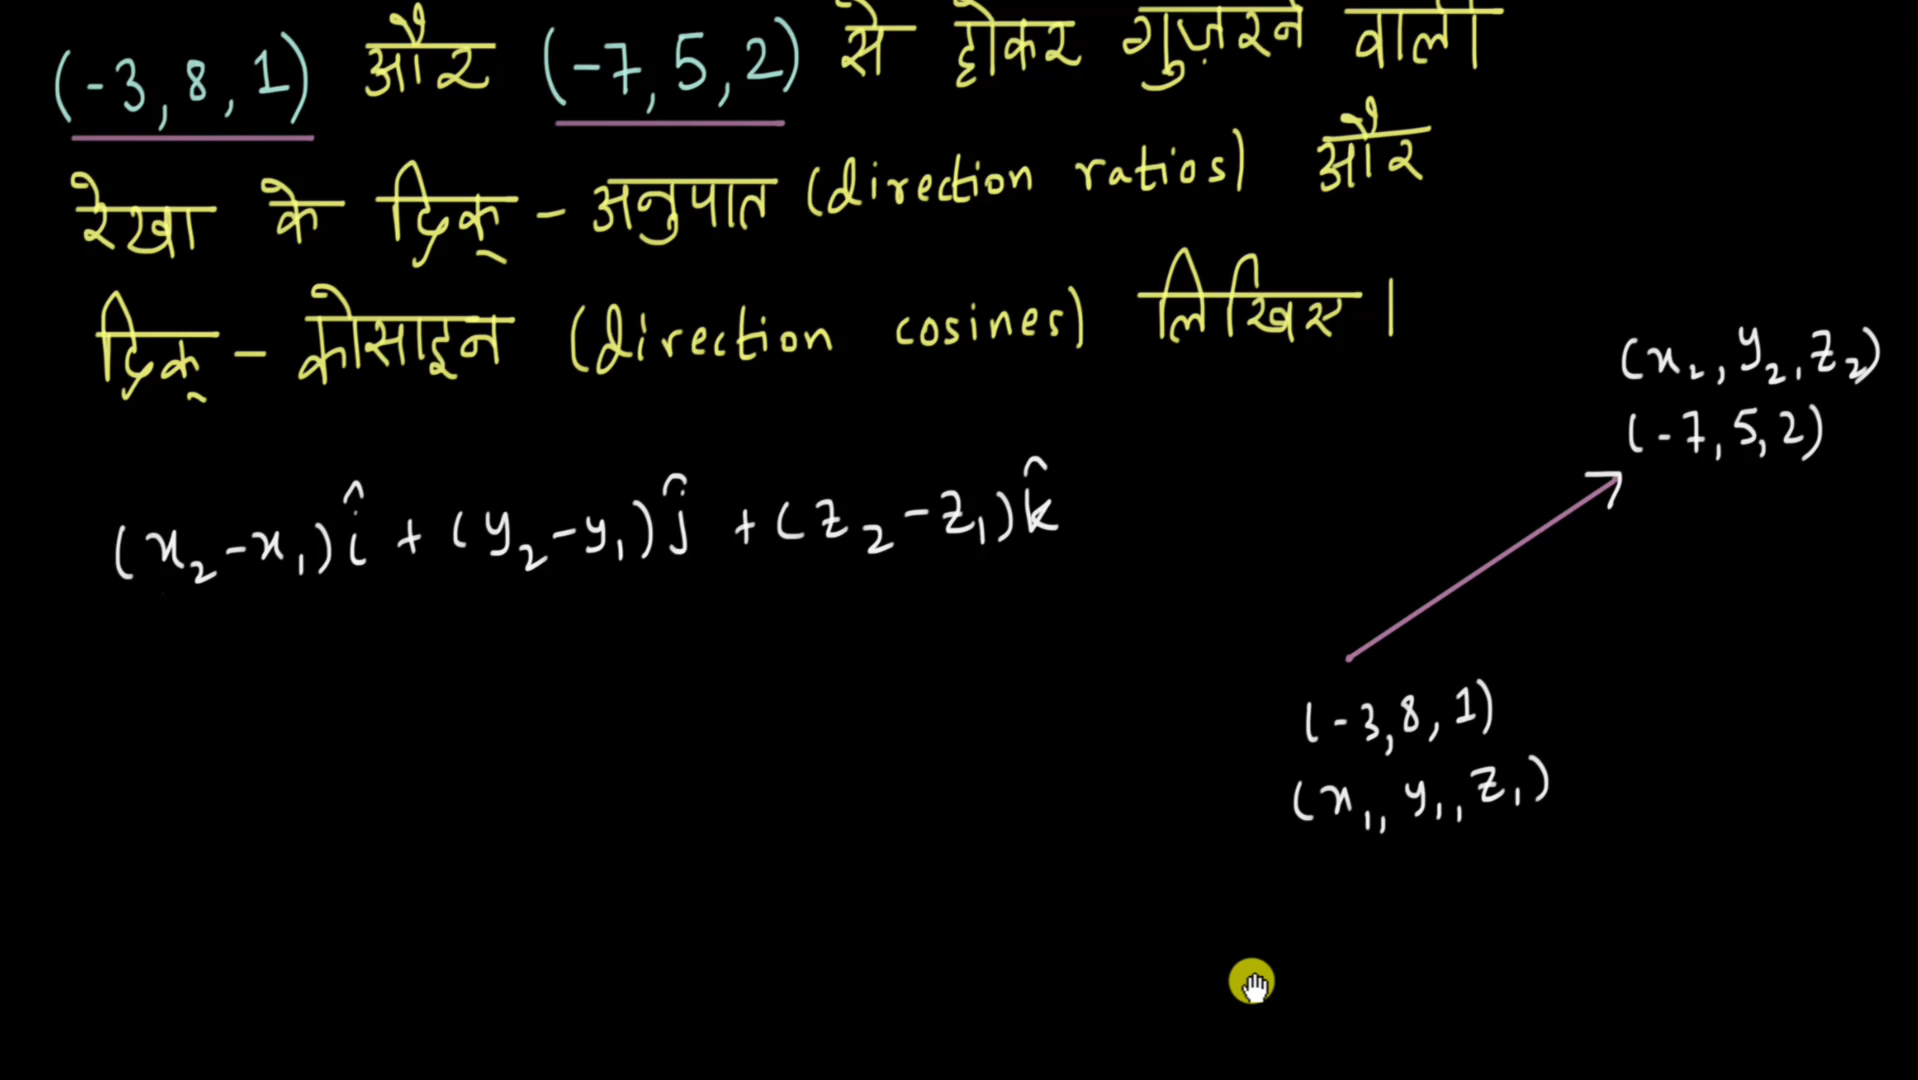 (-3, 8, 1) और (-7, 5, 2) से होकर गुज़रने वाली
रेखा के दिक् - अनुपात (direction ratios) और
दिक् - कोसाइन (direction cosines) लिखिए।
(x₂, y₂, z₂)
(-7, 5, 2)
(x₂-x₁)î + (y₂-y₁)ĵ + (z₂-z₁)k̂
(-3, 8, 1)
(x₁, y₁, z₁)